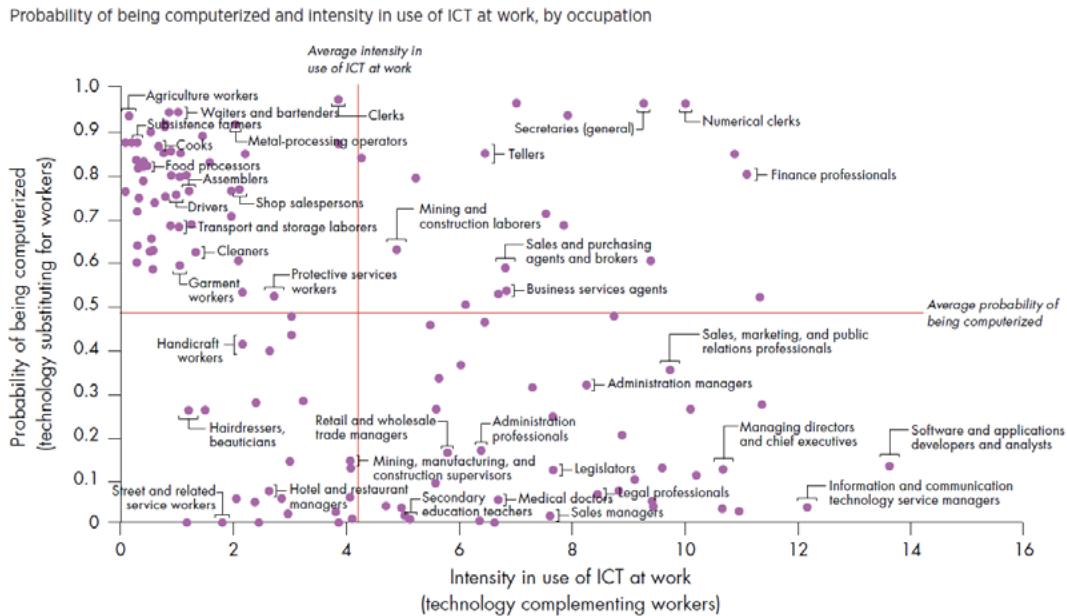 Probability of being computerized and intensity in use of ICT at work, by occupation
Average intensity in
use of ICT at work
Probability of being computerized
(technology substituting for workers)
1.0
0.9
0.8
0.7
0.6
0.5
0.4
0.3
0.2
0.1
0
Agriculture workers
Waiters and bartenders
Clerks
Subsistence farmers
Cooks
Metal-processing operators
Food processors
Assemblers
Drivers
Shop salespersons
Transport and storage laborers
Cleaners
Garment
workers
Protective services
workers
Secretaries (general)
Numerical clerks
Tellers
Finance professionals
Mining and
construction laborers
Sales and purchasing
agents and brokers
Business services agents
Average probability of
being computerized
Handicraft
workers
Sales, marketing, and public
relations professionals
Administration managers
Hairdressers,
beauticians
Retail and wholesale
trade managers
Administration
professionals
Managing directors
and chief executives
Software and applications
developers and analysts
Mining, manufacturing, and
construction supervisors
Legislators
Street and related
service workers
Hotel and restaurant
managers
Secondary
education teachers
Medical doctors
Legal professionals
Sales managers
Information and communication
technology service managers
0
2
4
6
8
10
12
14
16
Intensity in use of ICT at work
(technology complementing workers)